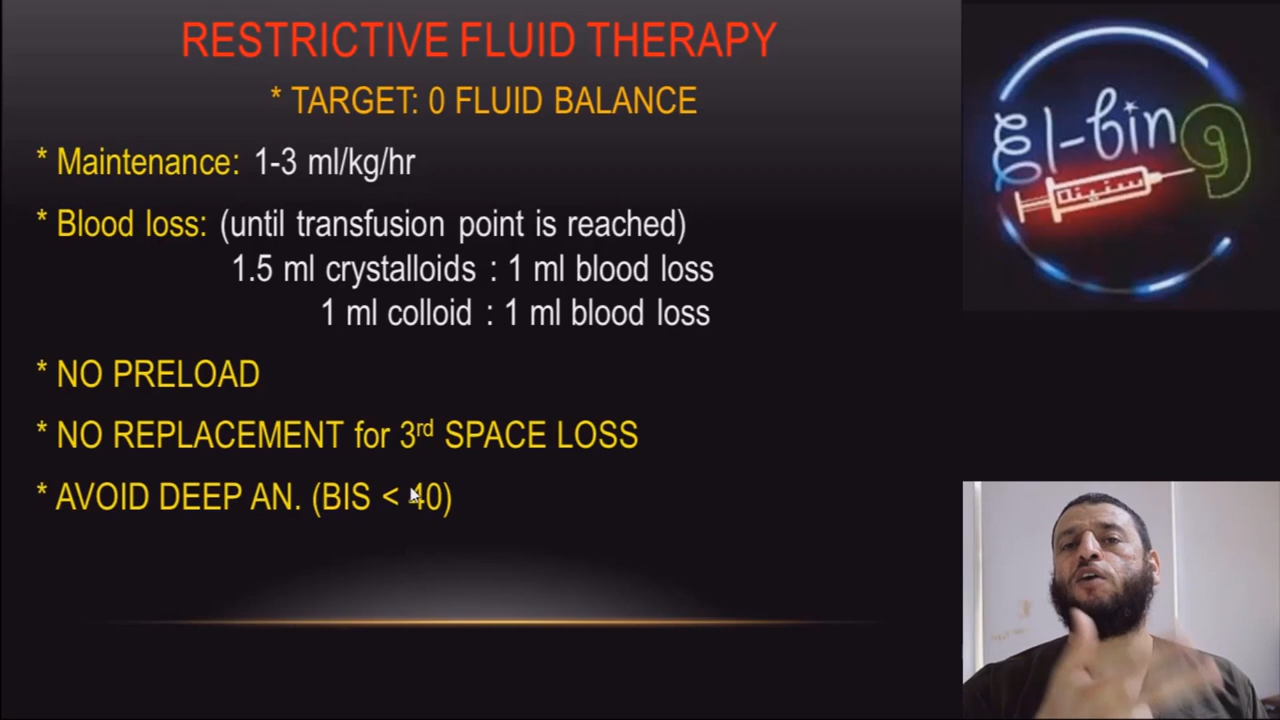 RESTRICTIVE FLUID THERAPY
* TARGET: 0 FLUID BALANCE
* Maintenance: 1-3 ml/kg/hr
* Blood loss: (until transfusion point is reached)
1.5 ml crystalloids : 1 ml blood loss
1 ml colloid : 1 ml blood loss
* NO PRELOAD
* NO REPLACEMENT for 3rd SPACE LOSS
* AVOID DEEP AN. (BIS < 40)
El-bing